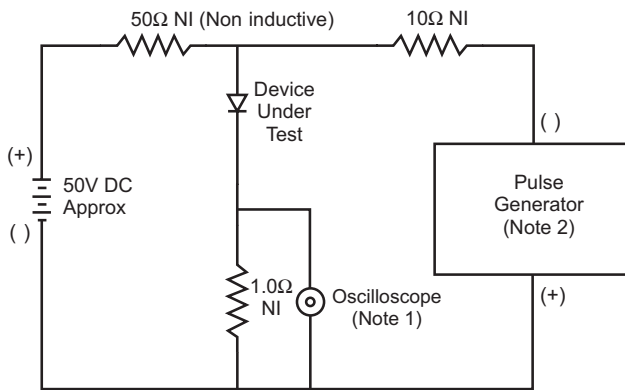 50Ω NI (Non inductive)
10Ω NI
Device
Under
Test
( )
(+)
50V DC
Approx
( )
Pulse
Generator
(Note 2)
1.0Ω
NI
Oscilloscope
(Note 1)
(+)